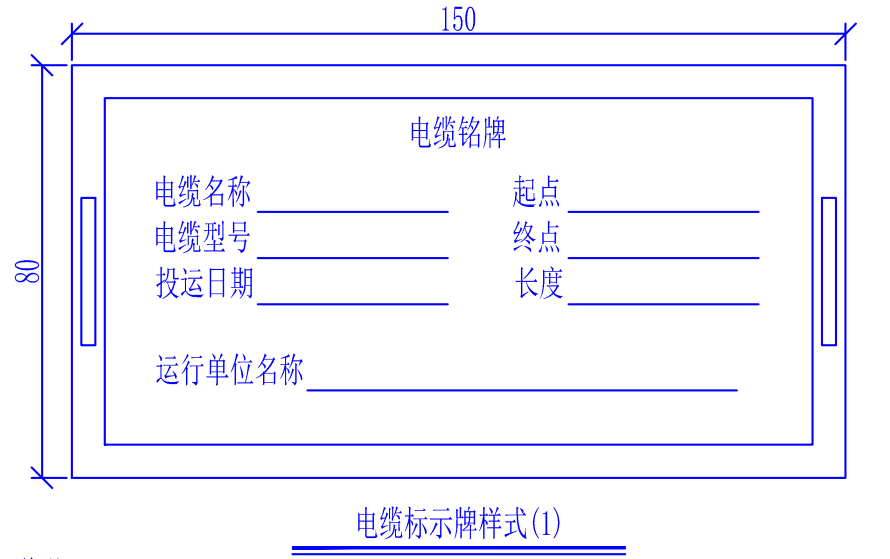 150
电缆铭牌
电缆名称 起点
电缆型号 终点
80
投运日期 长度
运行单位名称
电缆标示牌样式(1)